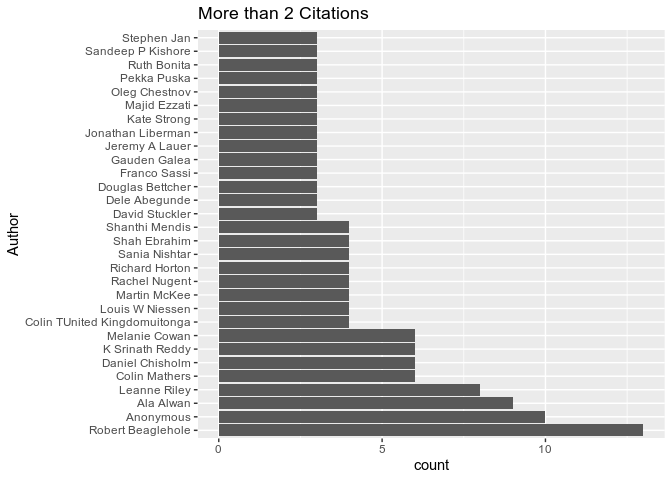 More than 2 Citations
Stephen Jan
Sandeep P Kishore
Ruth Bonita
Pekka Puska
Oleg Chestnov
Majid Ezzati
Kate Strong
Jonathan Liberman
Jeremy A Lauer
Gauden Galea
Franco Sassi
Douglas Bettcher
Dele Abegunde
David Stuckler
Shanthi Mendis
Shah Ebrahim
Sania Nishtar
Richard Horton
Rachel Nugent
Martin McKee
Louis W Niessen
Colin TUnited Kingdomuitonga
Melanie Cowan
K Srinath Reddy
Daniel Chisholm
Colin Mathers
Leanne Riley
Ala Alwan
Anonymous
Robert Beaglehole
Author
0 5 10
count